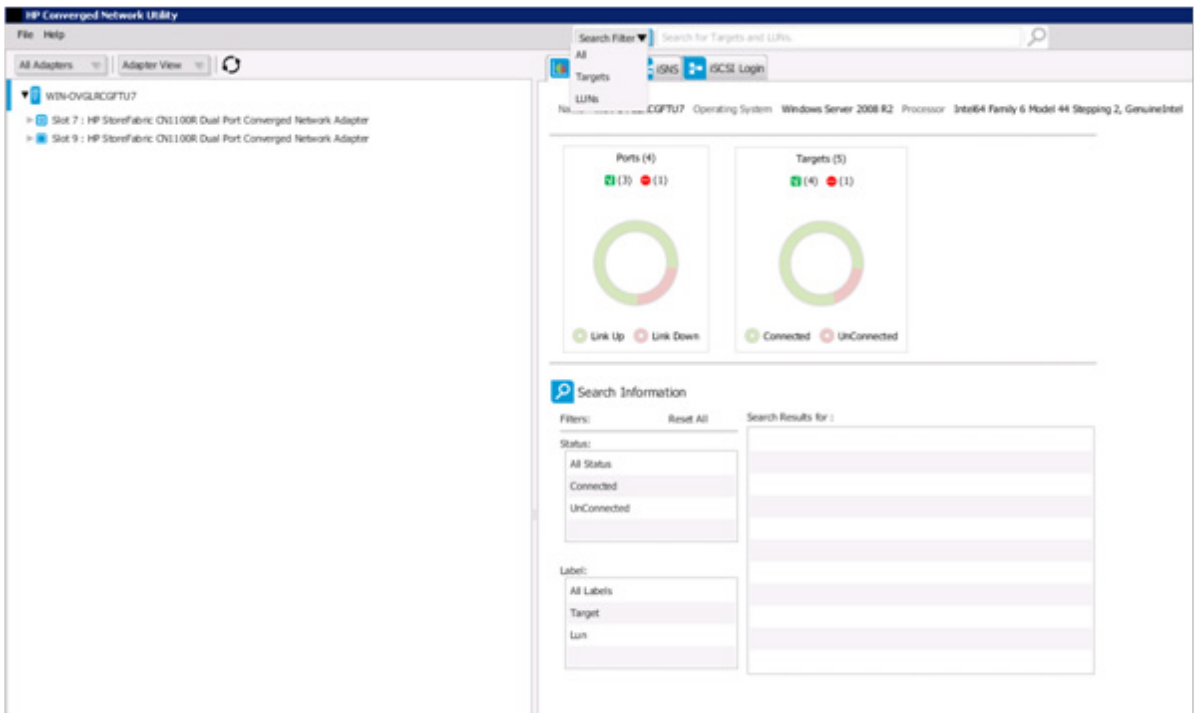 HP Converged Network Utility
File Help
Search Filter Search for Targets and LUNs.
All
Targets
LUNs
All Adapters Adapter View
iSNS iSCSI Login
WIN-OVGLRCGFTU7
Slot 7 : HP StoreFabric CN1100R Dual Port Converged Network Adapter
Slot 9 : HP StoreFabric CN1100R Dual Port Converged Network Adapter
CGFTU7 Operating System Windows Server 2008 R2 Processor Intel64 Family 6 Model 44 Stepping 2, GenuineIntel
Ports (4)
(3) (1)
Link Up Link Down
Targets (5)
(4) (1)
Connected UnConnected
Search Information
Filters: Reset All
Status:
All Status
Connected
UnConnected
Label:
All Labels
Target
Lun
Search Results for :